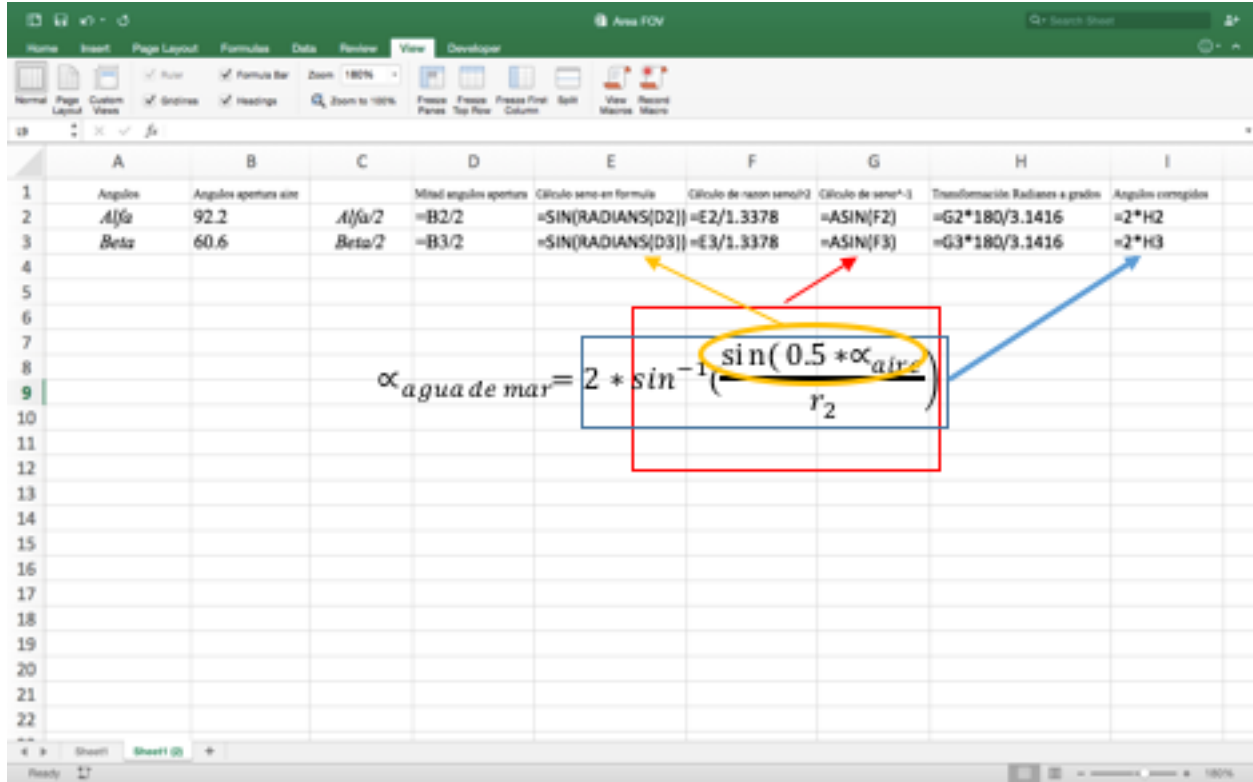 Area FOV
Search Sheet
Home Insert Page Layout Formulas Data Review View Developer
Ruler Formula Bar Zoom 180%
Normal Page Layout Custom Views Gridlines Headings Zoom to 100% Freeze Panes Freeze Top Row Freeze First Column Split View Macros Record Macro
L9 fx
A B C D E F G H I
1 Angulos Angulos apertura aire Mitad angulos apertura Cálculo seno en formula Cálculo de razon seno/r2 Cálculo de seno^-1 Transformación Radianes a grados Angulos corregidos
2 Alfa 92.2 Alfa/2 =B2/2 =SIN(RADIANS(D2)) =E2/1.3378 =ASIN(F2) =G2*180/3.1416 =2*H2
3 Beta 60.6 Beta/2 =B3/2 =SIN(RADIANS(D3)) =E3/1.3378 =ASIN(F3) =G3*180/3.1416 =2*H3
4
5
6
7
8
9
∝agua de mar = 2 * sin⁻¹(sin( 0.5 *∝aire / r₂)
10
11
12
13
14
15
16
17
18
19
20
21
22
Sheet1 Sheet1 (2) +
Ready 180%